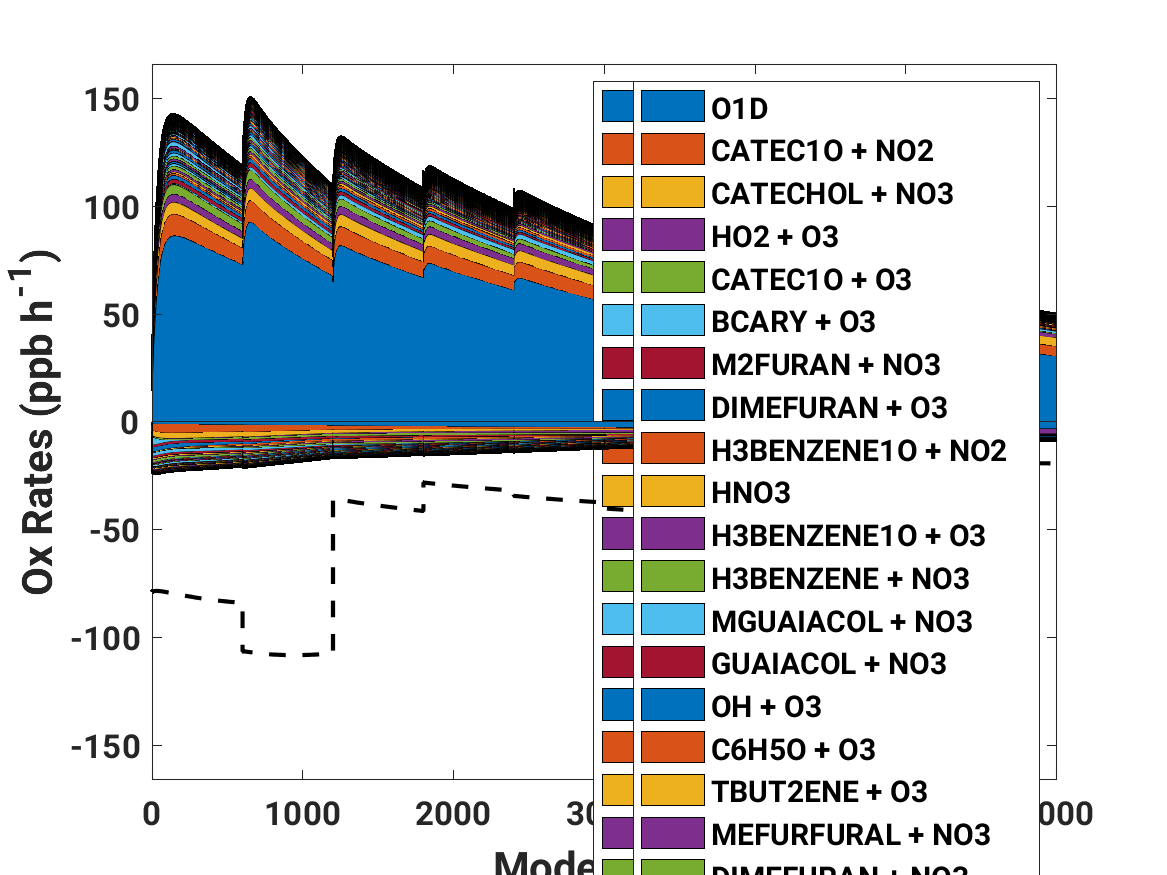 Ox Rates (ppb h-1)
150
100
50
0
-50
-100
-150
0
1000
2000
O1D
CATEC1O + NO2
CATECHOL + NO3
HO2 + O3
CATEC1O + O3
BCARY + O3
M2FURAN + NO3
DIMEFURAN + O3
H3BENZENE1O + NO2
HNO3
H3BENZENE1O + O3
H3BENZENE + NO3
MGUAIACOL + NO3
GUAIACOL + NO3
OH + O3
C6H5O + O3
TBUT2ENE + O3
MEFURFURAL + NO3
DIMEFURAN + NO3